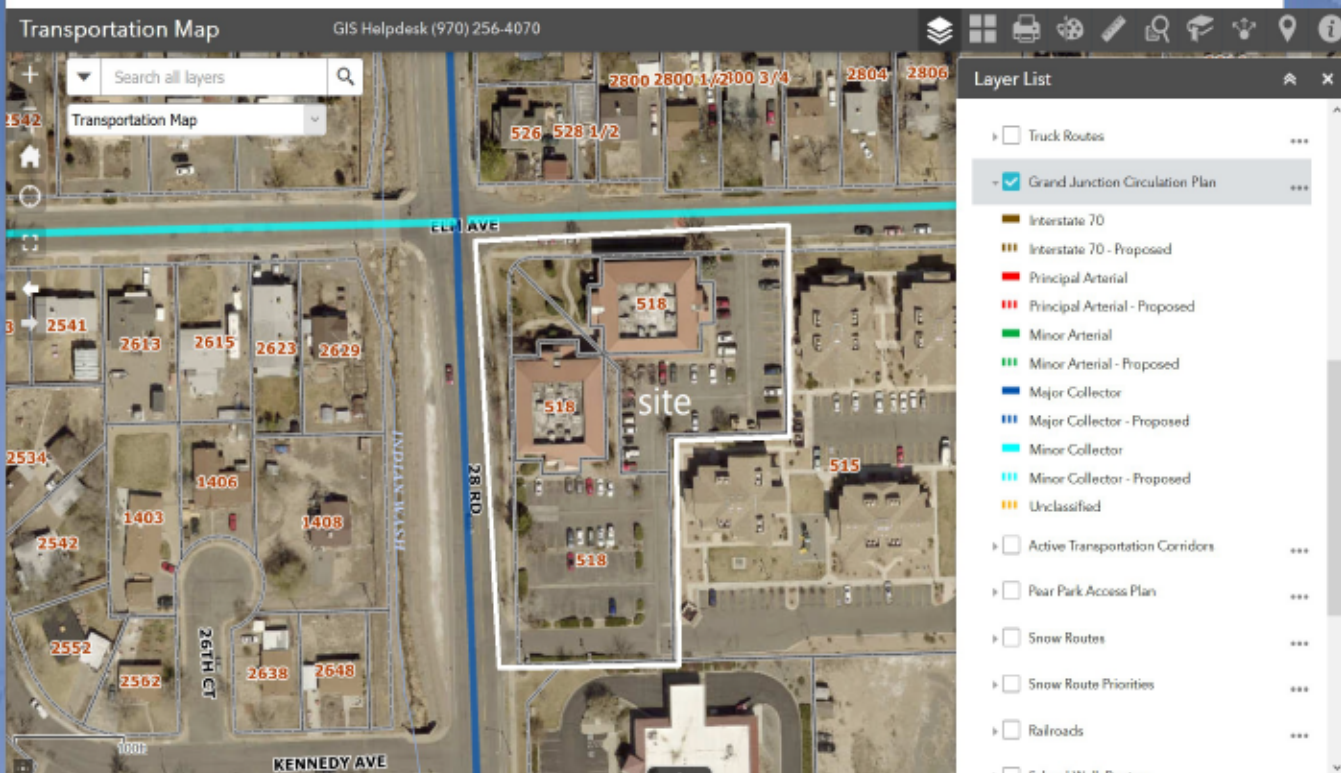 Transportation Map
GIS Helpdesk (970) 256-4070
Search all layers
Transportation Map
Layer List
Truck Routes
Grand Junction Circulation Plan
Interstate 70
Interstate 70 - Proposed
Principal Arterial
Principal Arterial - Proposed
Minor Arterial
Minor Arterial - Proposed
Major Collector
Major Collector - Proposed
Minor Collector
Minor Collector - Proposed
Unclassified
Active Transportation Corridors
Pear Park Access Plan
Snow Routes
Snow Route Priorities
Railroads
2800 2800 1/2 2800 3/4 2804 2806
2542
526 528 1/2
ELM AVE
518
2541
2613
2615
2623
2629
518
site
515
2534
1406
1403
1408
2542
28 RD
INDIAN WASH
518
2552
2562
26TH CT
2638
2648
100ft
KENNEDY AVE